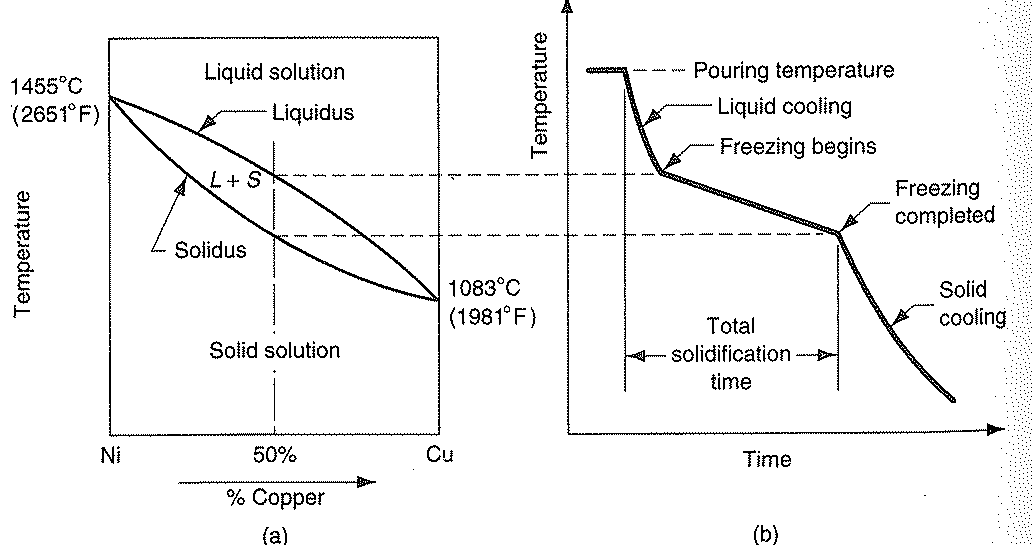 Liquid solution
1455°C
(2651°F)
Liquidus
L + S
Solidus
1083°C
(1981°F)
Solid solution
Temperature
Ni
50%
Cu
% Copper
(a)
Temperature
Pouring temperature
Liquid cooling
Freezing begins
Freezing
completed
Solid
cooling
Total
solidification
time
Time
(b)